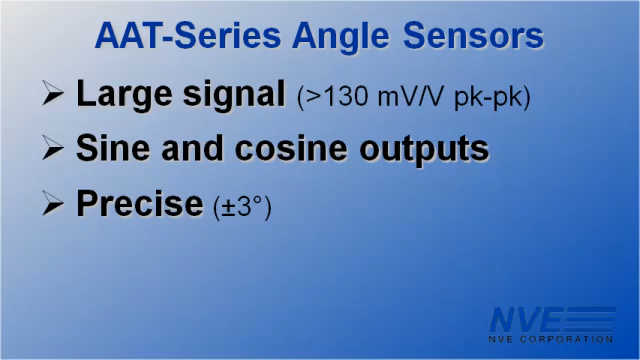 AAT-Series Angle Sensors
➢ Large signal (>130 mV/V pk-pk)
➢ Sine and cosine outputs
➢ Precise (±3°)
NVE
NVE CORPORATION